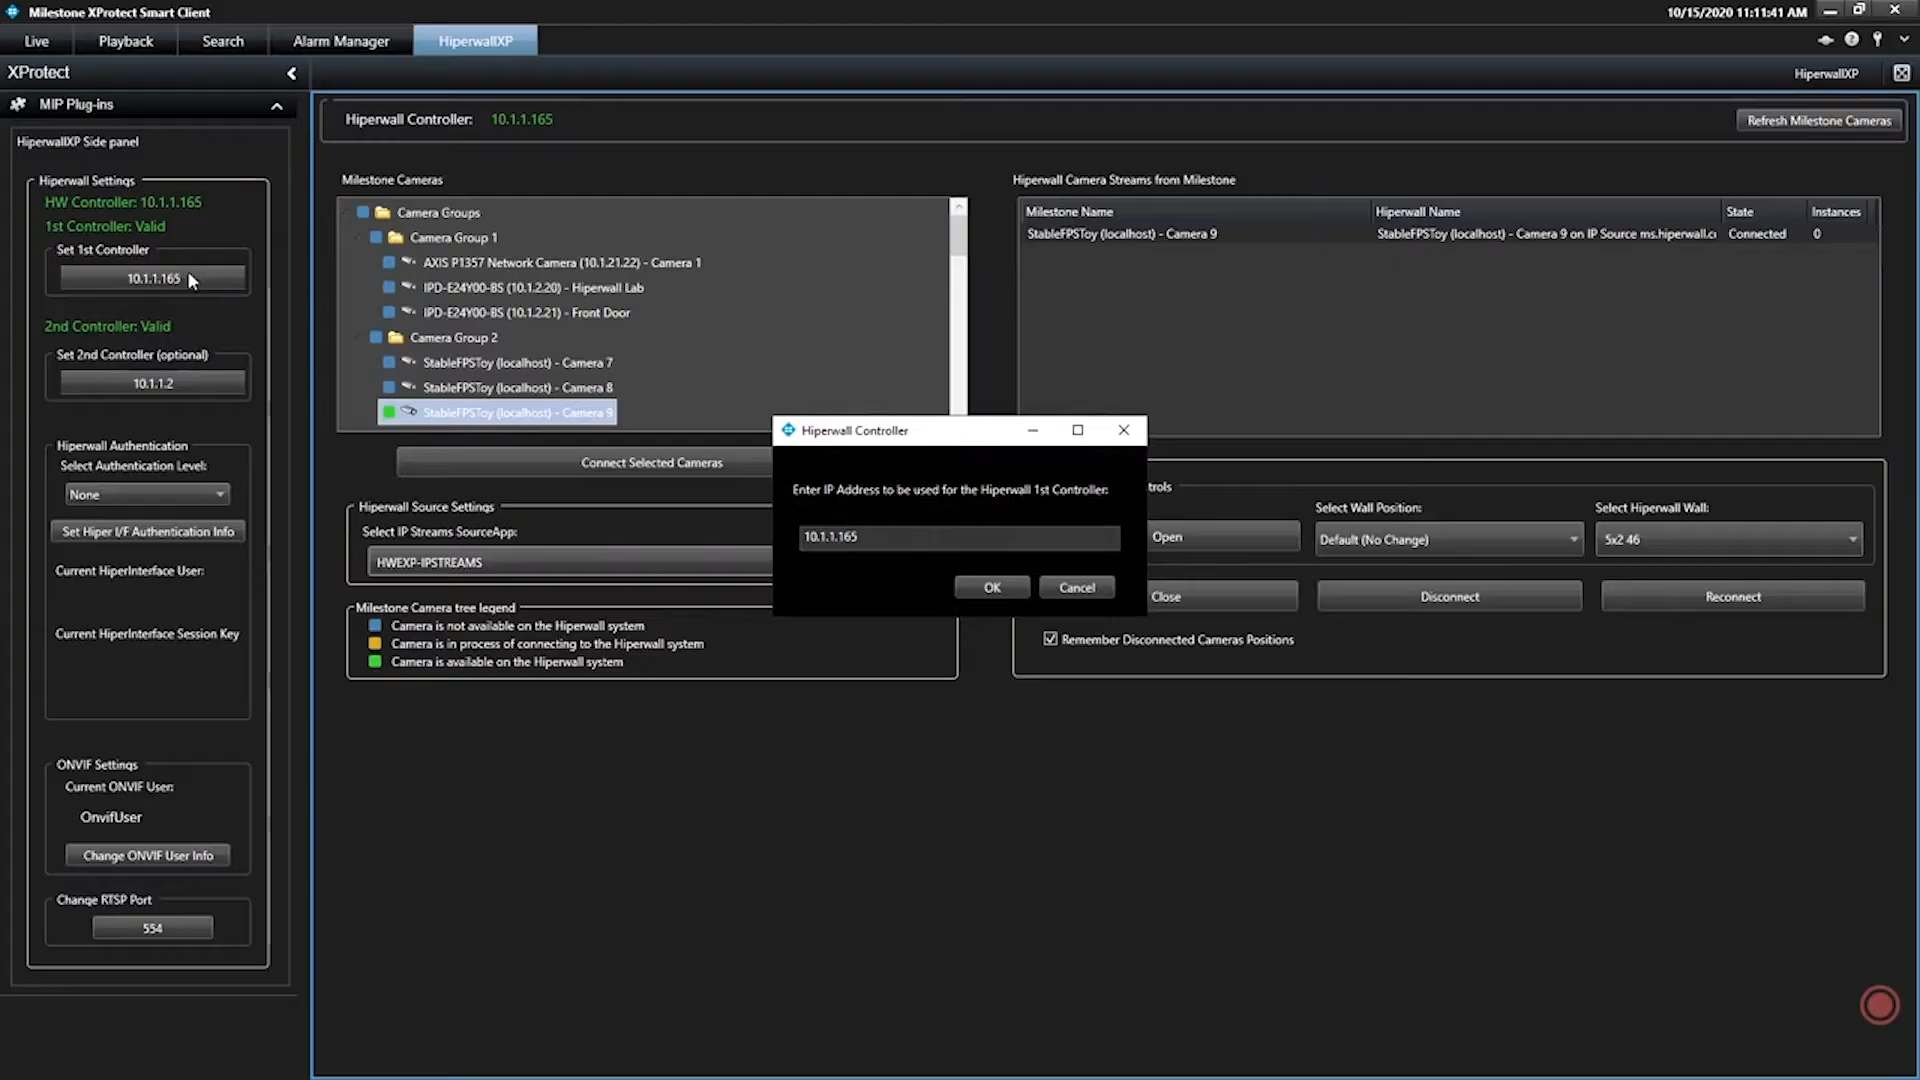 Milestone XProtect Smart Client
10/15/2020 11:11:41 AM
Live
Playback
Search
Alarm Manager
HiperwallXP
XProtect
HiperwallXP
MIP Plug-ins
HiperwallXP Side panel
Hiperwall Settings
HW Controller: 10.1.1.165
1st Controller: Valid
Set 1st Controller
10.1.1.165
2nd Controller: Valid
Set 2nd Controller (optional)
10.1.1.2
Hiperwall Authentication
Select Authentication Level:
None
Set Hiper I/F Authentication Info
Current HiperInterface User:
Current HiperInterface Session Key
ONVIF Settings
Current ONVIF User:
OnvifUser
Change ONVIF User Info
Change RTSP Port
554
Hiperwall Controller: 10.1.1.165
Refresh Milestone Cameras
Milestone Cameras
Camera Groups
Camera Group 1
AXIS P1357 Network Camera (10.1.21.22) - Camera 1
IPD-E24Y00-BS (10.1.2.20) - Hiperwall Lab
IPD-E24Y00-BS (10.1.2.21) - Front Door
Camera Group 2
StableFPSToy (localhost) - Camera 7
StableFPSToy (localhost) - Camera 8
StableFPSToy (localhost) - Camera 9
Connect Selected Cameras
Hiperwall Source Settings
Select IP Streams SourceApp:
HWEXP-IPSTREAMS
Milestone Camera tree legend
Camera is not available on the Hiperwall system
Camera is in process of connecting to the Hiperwall system
Camera is available on the Hiperwall system
Hiperwall Camera Streams from Milestone
Milestone Name Hiperwall Name State Instances
StableFPSToy (localhost) - Camera 9 StableFPSToy (localhost) - Camera 9 on IP Source ms.hiperwall.cc Connected 0
Hiperwall Controller
Enter IP Address to be used for the Hiperwall 1st Controller:
10.1.1.165
OK
Cancel
trols
Select Wall Position:
Select Hiperwall Wall:
Open
Default (No Change)
5x2 46
Close
Disconnect
Reconnect
Remember Disconnected Cameras Positions